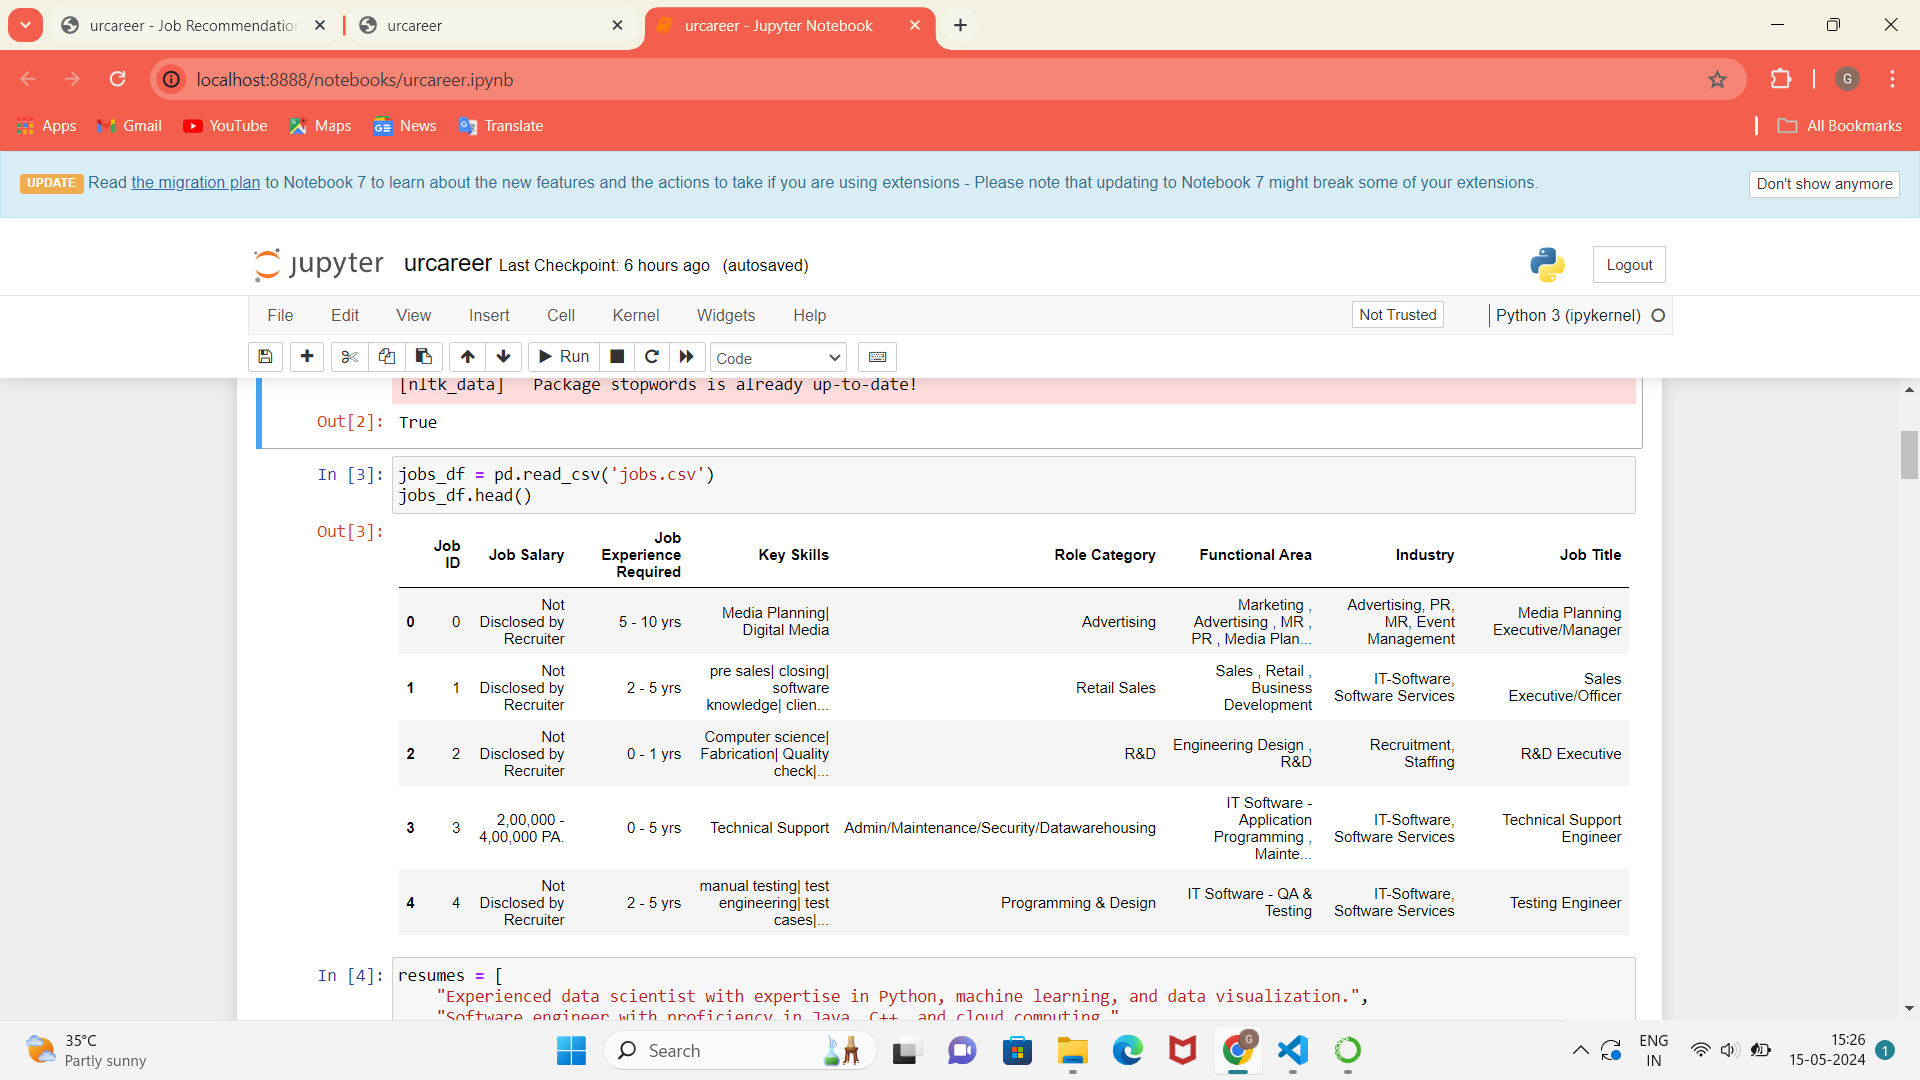 urcareer - Job Recommendation
urcareer
urcareer - Jupyter Notebook
localhost:8888/notebooks/urcareer.ipynb
G
Apps
Gmail
YouTube
Maps
News
Translate
All Bookmarks
UPDATE Read the migration plan to Notebook 7 to learn about the new features and the actions to take if you are using extensions - Please note that updating to Notebook 7 might break some of your extensions.
Don't show anymore
jupyter urcareer Last Checkpoint: 6 hours ago (autosaved)
Logout
File Edit View Insert Cell Kernel Widgets Help
Not Trusted
Python 3 (ipykernel)
Run
Code
[nltk_data] Package stopwords is already up-to-date!
Out[2]: True
In [3]: jobs_df = pd.read_csv('jobs.csv')
jobs_df.head()
Out[3]:
Job ID Job Salary Job Experience Required Key Skills Role Category Functional Area Industry Job Title
0 0 Not Disclosed by Recruiter 5 - 10 yrs Media Planning| Digital Media Advertising Marketing , Advertising , MR , PR , Media Plan... Advertising, PR, MR, Event Management Media Planning Executive/Manager
1 1 Not Disclosed by Recruiter 2 - 5 yrs pre sales| closing| software knowledge| clien... Retail Sales Sales , Retail , Business Development IT-Software, Software Services Sales Executive/Officer
2 2 Not Disclosed by Recruiter 0 - 1 yrs Computer science| Fabrication| Quality check|... R&D Engineering Design , R&D Recruitment, Staffing R&D Executive
3 3 2,00,000 - 4,00,000 PA. 0 - 5 yrs Technical Support Admin/Maintenance/Security/Datawarehousing IT Software - Application Programming , Mainte... IT-Software, Software Services Technical Support Engineer
4 4 Not Disclosed by Recruiter 2 - 5 yrs manual testing| test engineering| test cases|... Programming & Design IT Software - QA & Testing IT-Software, Software Services Testing Engineer
In [4]: resumes = [
"Experienced data scientist with expertise in Python, machine learning, and data visualization.",
"Software engineer with proficiency in Java, C++, and cloud computing."
35°C
Partly sunny
Search
G
ENG
IN
15:26
15-05-2024
1